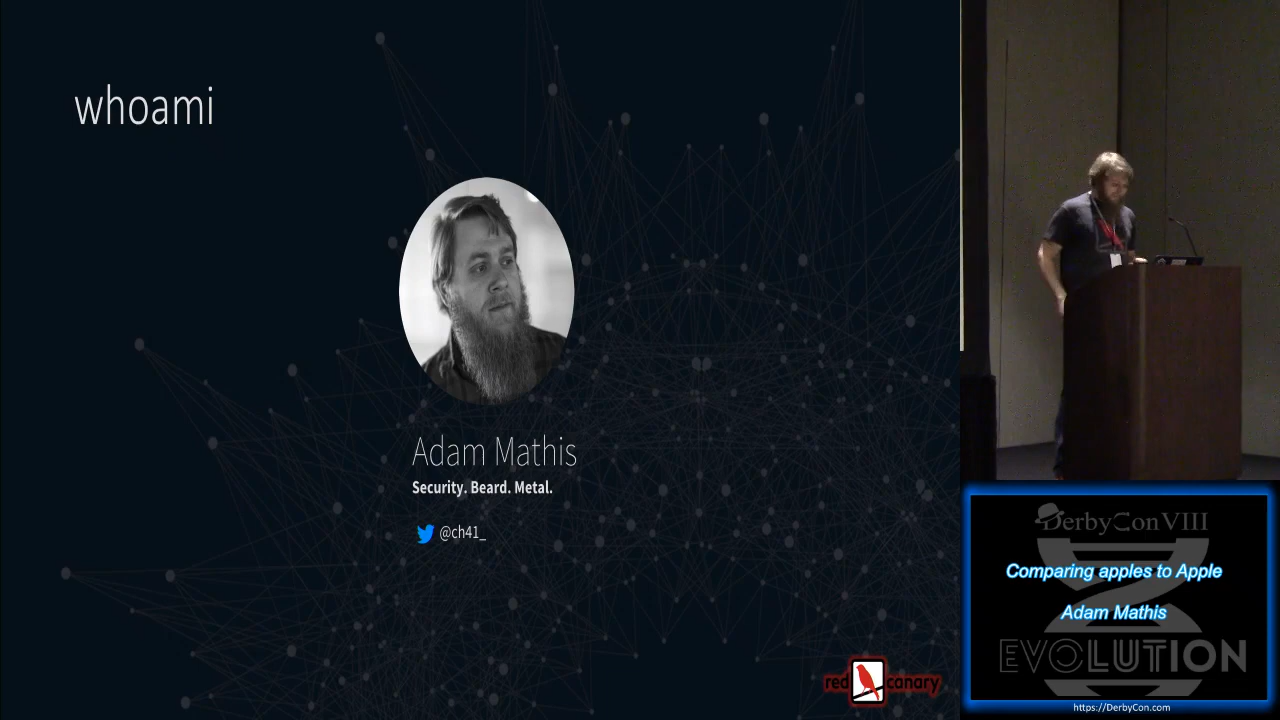 whoami
Adam Mathis
Security. Beard. Metal.
@ch41_
red canary
DerbyCon VIII
Comparing apples to Apple
Adam Mathis
EVOLUTION
https://DerbyCon.com